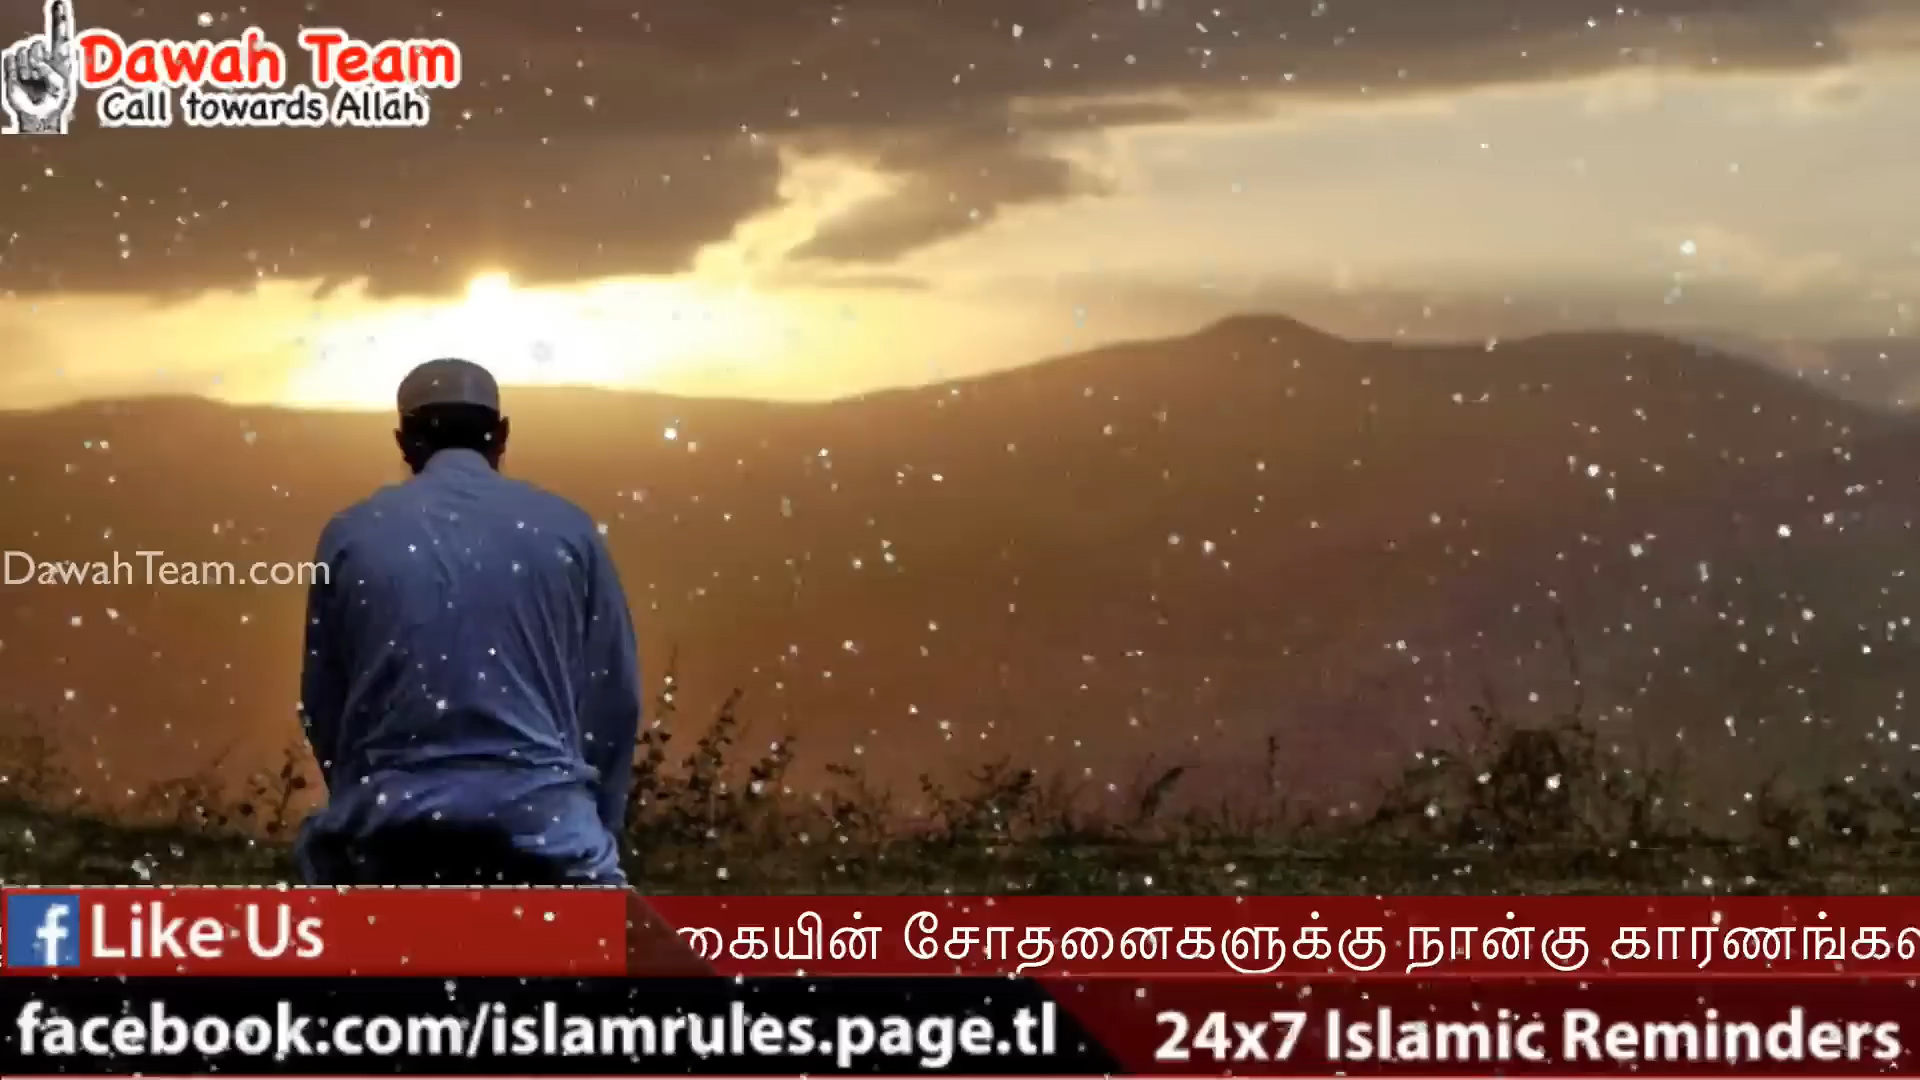 Dawah Team
Call towards Allah
DawahTeam.com
f Like Us
சோதனைகளுக்கு நான்கு
facebook.com/islamrules.page.tl
24x7 Islamic Reminders